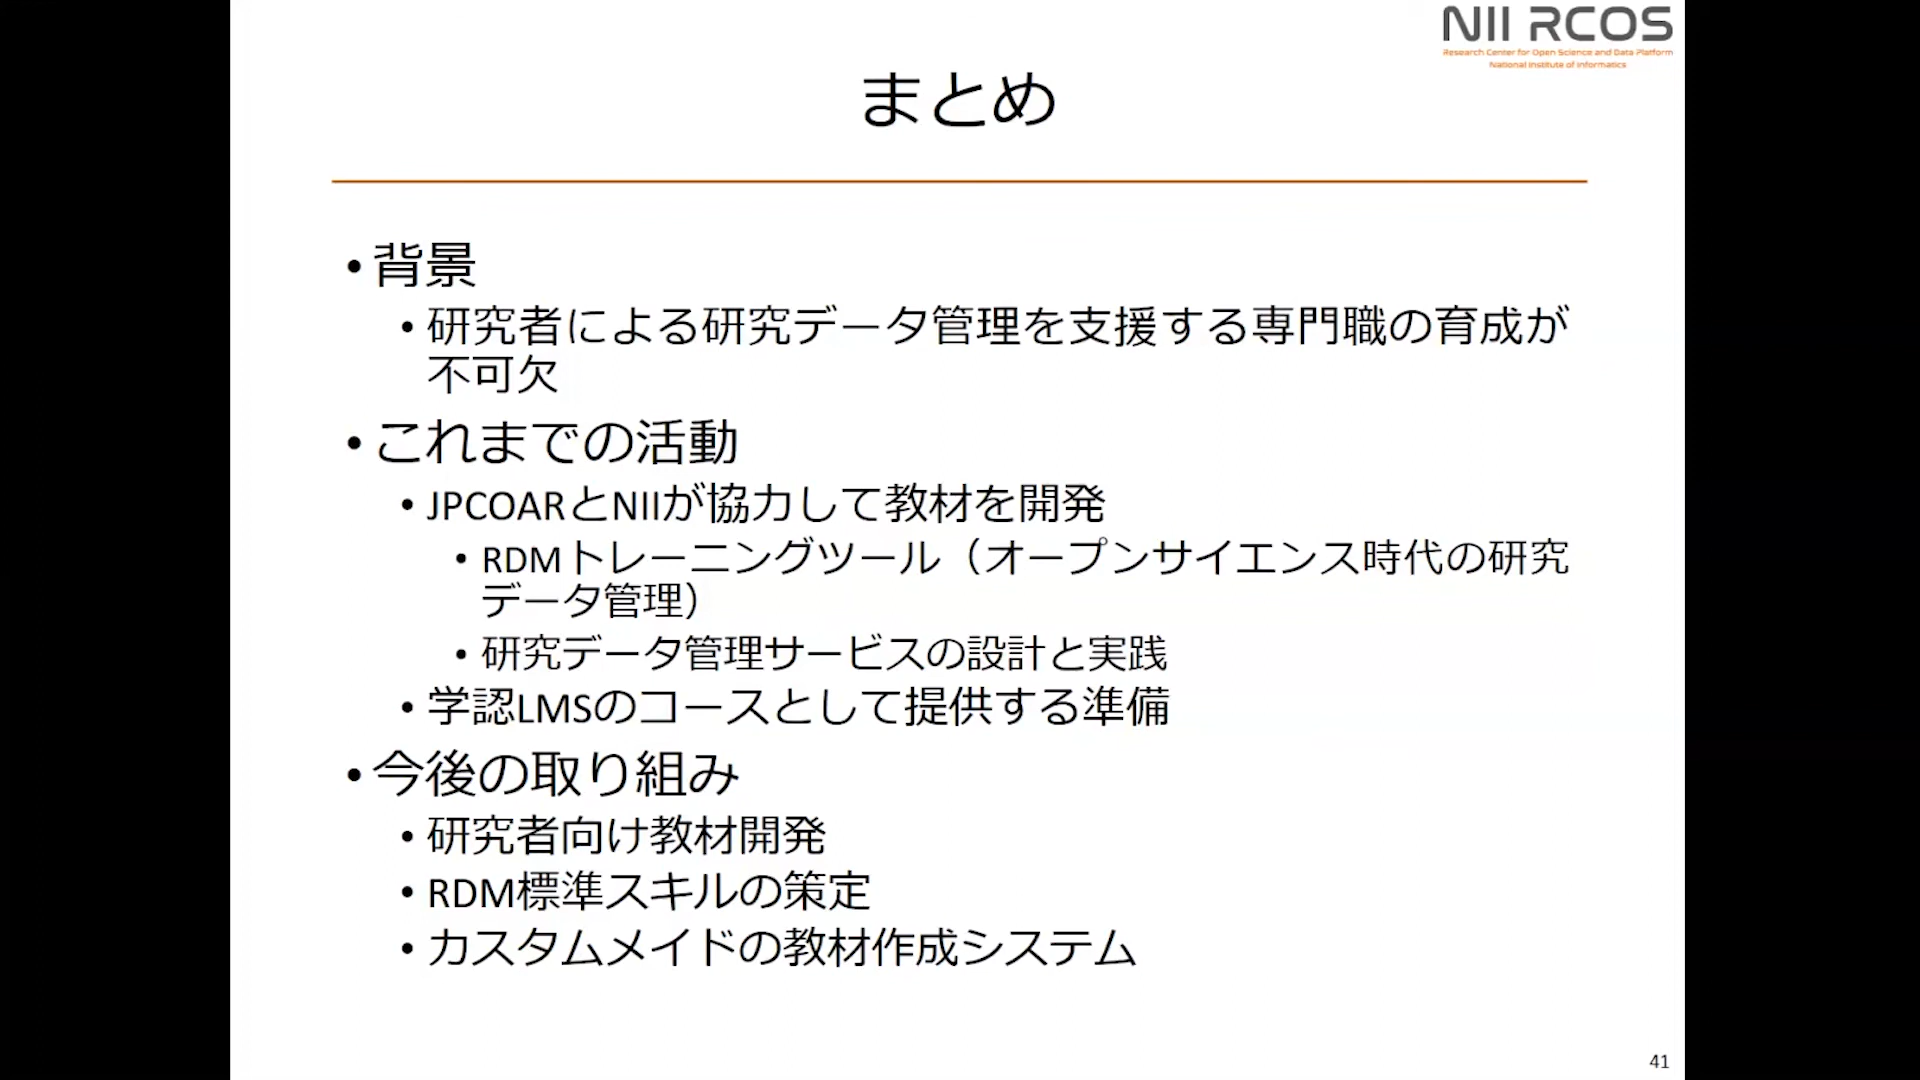 NII RCOS
Research Center for Open Science and Data Platform
National Institute of Informatics
まとめ
•背景
•研究者による研究データ管理を支援する専門職の育成が
不可欠
•これまでの活動
•JPCOARとNIIが協力して教材を開発
•RDMトレーニングツール（オープンサイエンス時代の研究
データ管理）
•研究データ管理サービスの設計と実践
•学認LMSのコースとして提供する準備
•今後の取り組み
•研究者向け教材開発
•RDM標準スキルの策定
•カスタムメイドの教材作成システム
41